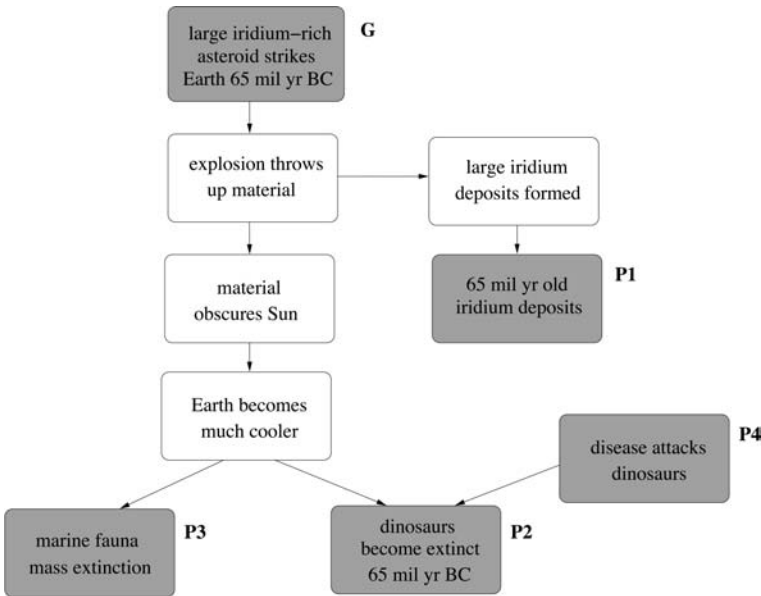 large iridium−rich
asteroid strikes
Earth 65 mil yr BC
G
explosion throws
up material
large iridium
deposits formed
material
obscures Sun
65 mil yr old
iridium deposits
P1
Earth becomes
much cooler
disease attacks
dinosaurs
P4
marine fauna
mass extinction
P3
dinosaurs
become extinct
65 mil yr BC
P2